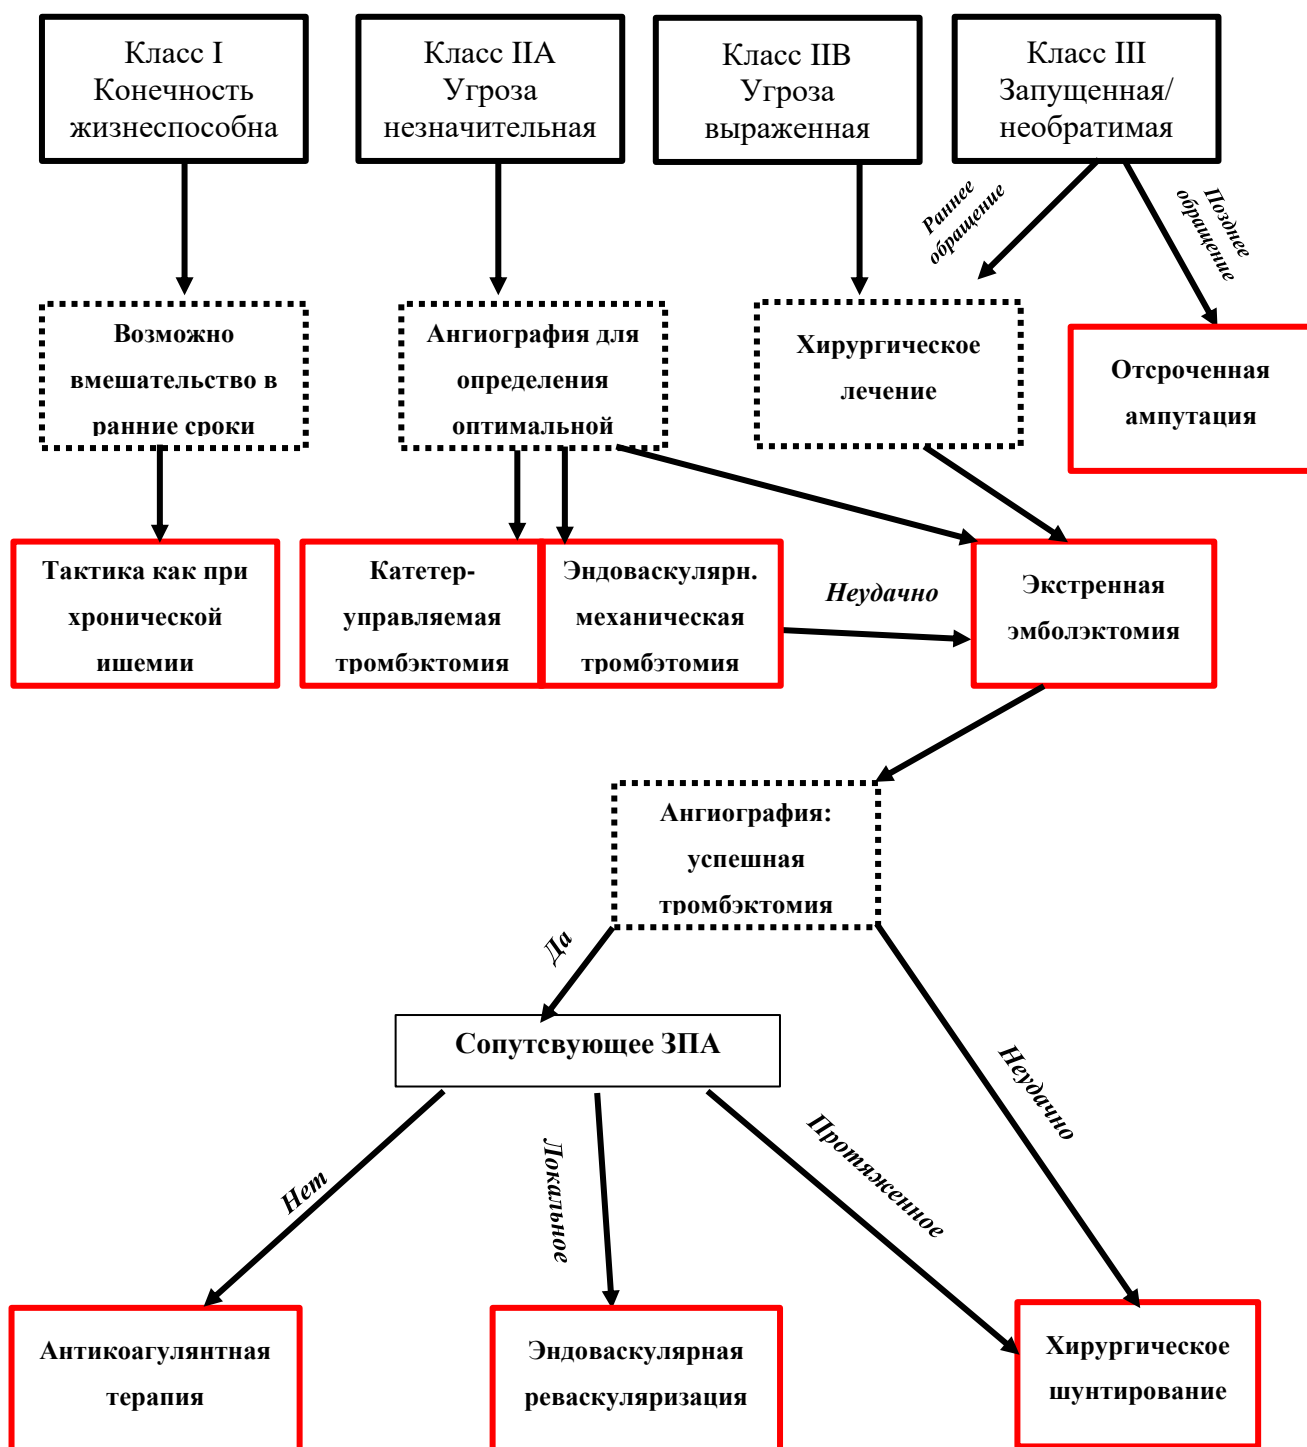 Класс I
Конечность
жизнеспособна
Класс IIA
Угроза
незначительная
Класс IIB
Угроза
выраженная
Класс III
Запущенная/
необратимая
Раннее
обращение
Позднее
обращение
Возможно
вмешательство в
ранние сроки
Ангиография для
определения
оптимальной
Хирургическое
лечение
Отсроченная
ампутация
Тактика как при
хронической
ишемии
Катетер-
управляемая
тромбэктомия
Эндоваскулярн.
механическая
тромбэтомия
Неудачно
Экстренная
эмболэктомия
Ангиография:
успешная
тромбэктомия
Да
Неудачно
Сопутсвующее ЗПА
Нет
Локальное
Протяженное
Антикоагулянтная
терапия
Эндоваскулярная
реваскуляризация
Хирургическое
шунтирование